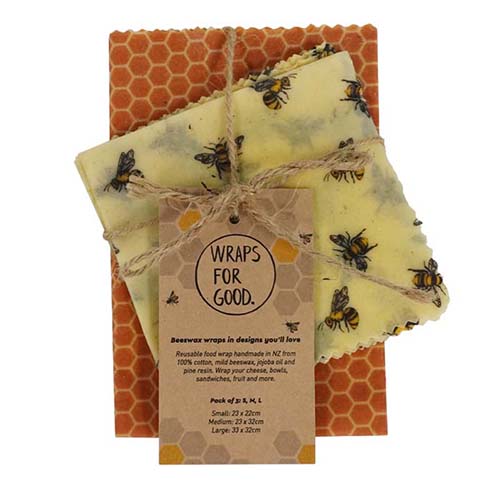 WRAPS
FOR
GOOD.
Beeswax wraps in designs you'll love
Reusable food wrap handmade in NZ from
100% cotton, mild beeswax, jojoba oil and
pine resin. Wrap your cheese, bowls,
sandwiches, fruit and more.
Pack of 3: S, M, L
Small: 23 x 22cm
Medium: 23 x 32cm
Large: 33 x 32cm